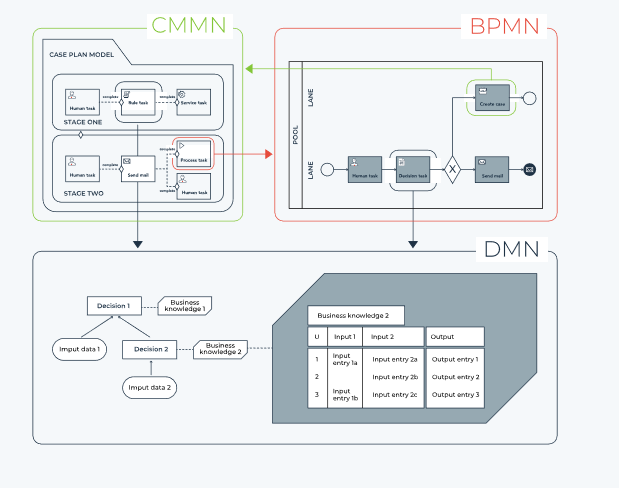 CMMN
BPMN
CASE PLAN MODEL
Human task
complete
Rule task
complete
Service task
STAGE ONE
Human task
complete
Send mail
complete
Process task
complete
Human task
STAGE TWO
POOL
LANE
LANE
Create case
Human task
Decision task
X
Send mail
DMN
Decision 1
Business
knowledge 1
Imput data 1
Decision 2
Business
knowledge 2
Imput data 2
Business knowledge 2
U Input 1 Input 2 Output
1 Input
entry 1a Input entry 2a Output entry 1
2 Input entry 2b Output entry 2
3 Input
entry 1b Input entry 2c Output entry 3